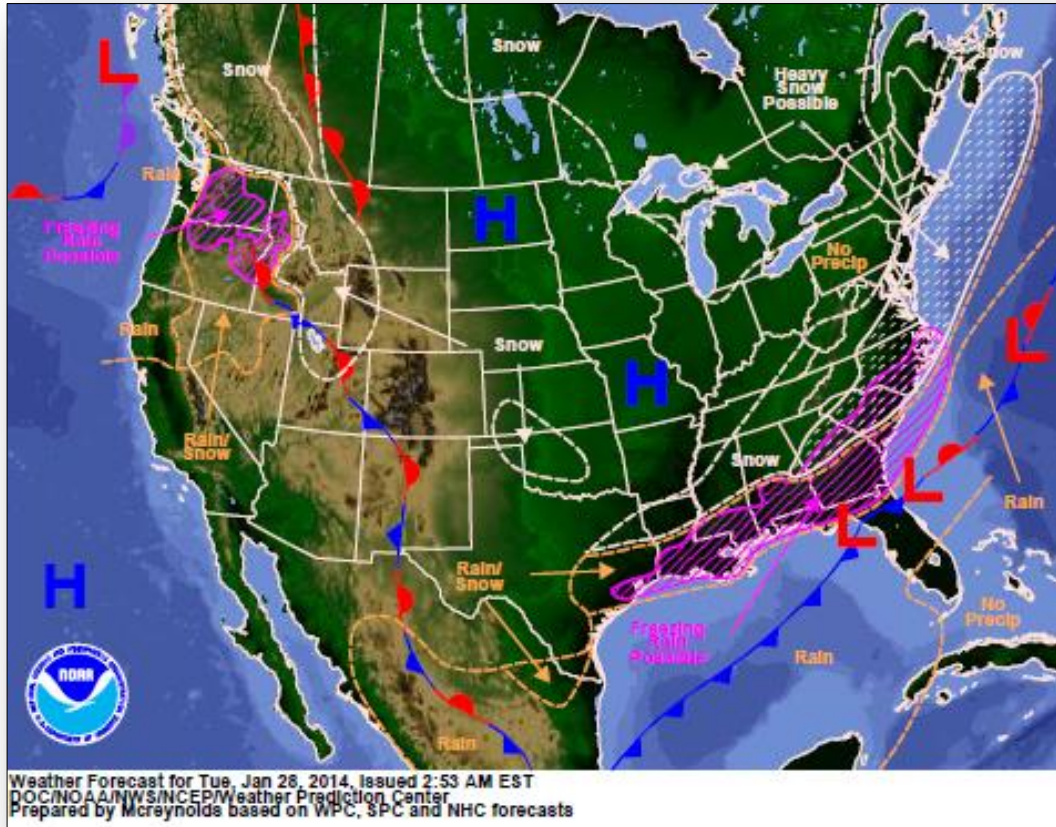 L
Snow
Snow
Snow
Heavy
Snow
Possible
Rain
Freezing
Rain
Possible
H
No
Precip
Rain
Snow
L
H
Rain/
Snow
Snow
L
Rain
L
Rain/
Snow
H
Freezing
Rain
Possible
No
Precip
Rain
Rain
NOAA
Weather Forecast for Tue, Jan 28, 2014, issued 2:53 AM EST
DOC/NOAA/NWS/NCEP/Weather Prediction Center
Prepared by Mcreynolds based on WPC, SPC and NHC forecasts